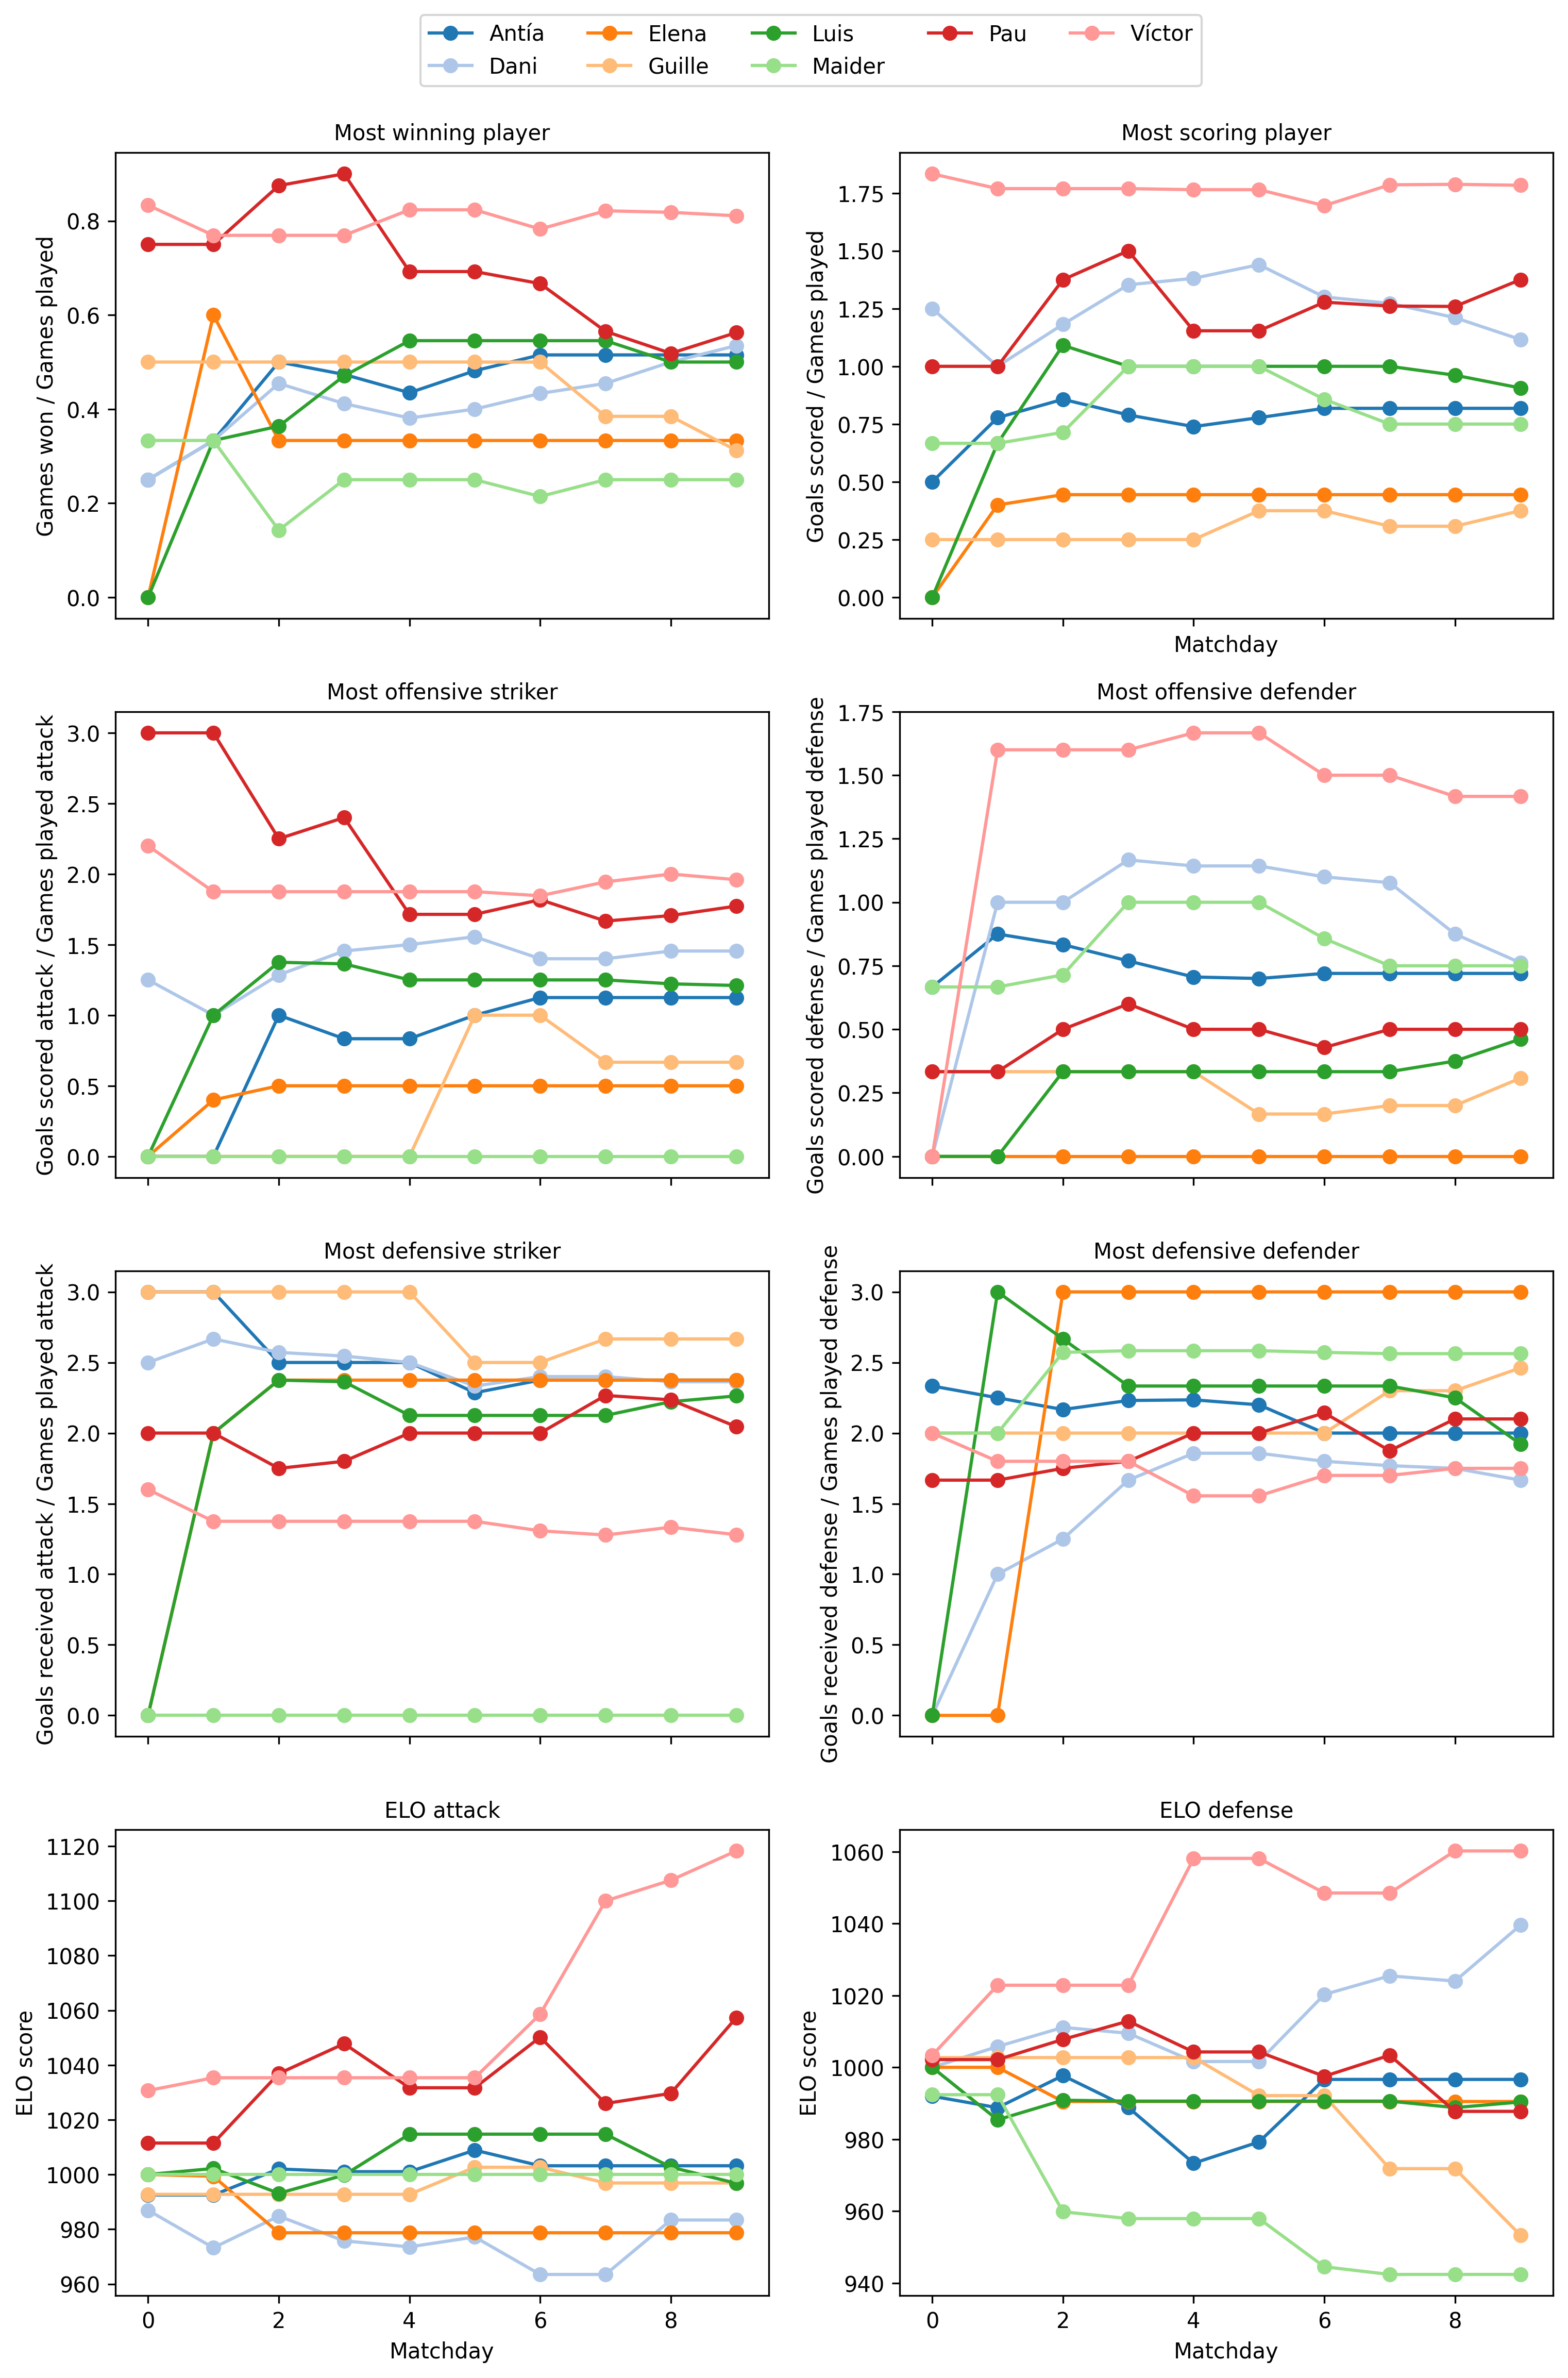 Antía Elena Luis Pau Víctor
Dani Guille Maider
Most winning player
Games won / Games played
0.8
0.6
0.4
0.2
0.0
Most scoring player
Goals scored / Games played
1.75
1.50
1.25
1.00
0.75
0.50
0.25
0.00
Matchday
Most offensive striker
Goals scored attack / Games played attack
3.0
2.5
2.0
1.5
1.0
0.5
0.0
Most offensive defender
Goals scored defense / Games played defense
1.75
1.50
1.25
1.00
0.75
0.50
0.25
0.00
Most defensive striker
Goals received attack / Games played attack
3.0
2.5
2.0
1.5
1.0
0.5
0.0
Most defensive defender
Goals received defense / Games played defense
3.0
2.5
2.0
1.5
1.0
0.5
0.0
ELO attack
ELO score
1120
1100
1080
1060
1040
1020
1000
980
960
0 2 4 6 8
Matchday
ELO defense
ELO score
1060
1040
1020
1000
980
960
940
0 2 4 6 8
Matchday